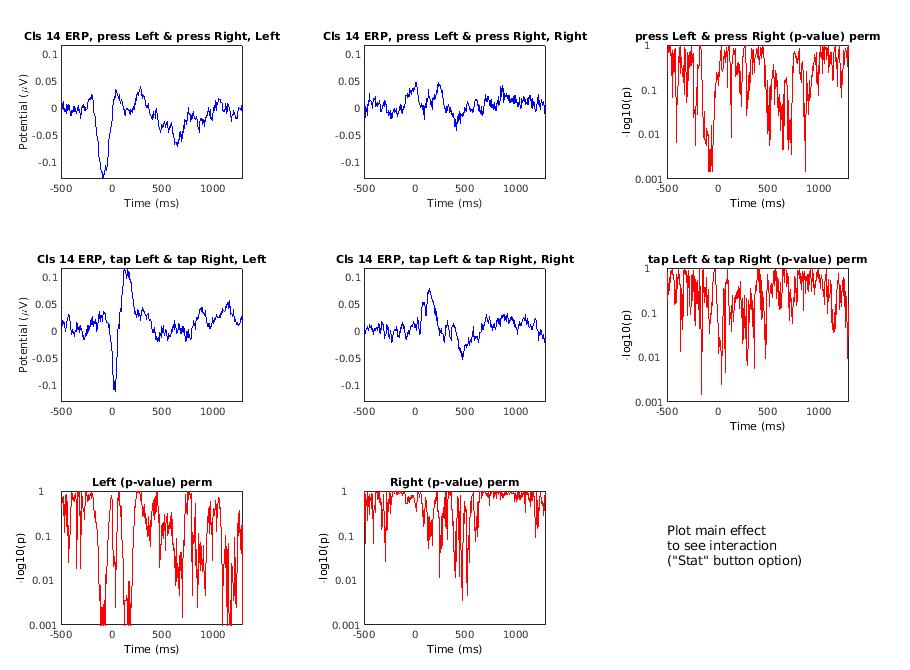 Cls 14 ERP, press Left & press Right, Left
Cls 14 ERP, press Left & press Right, Right
press Left & press Right (p-value) perm
0.1
0.05
0
-0.05
-0.1
Potential (μV)
-500 0 500 1000
Time (ms)
0.1
0.05
0
-0.05
-0.1
-500 0 500 1000
Time (ms)
1
0.1
0.01
0.001
-log10(p)
-500 0 500 1000
Time (ms)
Cls 14 ERP, tap Left & tap Right, Left
Cls 14 ERP, tap Left & tap Right, Right
tap Left & tap Right (p-value) perm
0.1
0.05
0
-0.05
-0.1
Potential (μV)
-500 0 500 1000
Time (ms)
0.1
0.05
0
-0.05
-0.1
-500 0 500 1000
Time (ms)
1
0.1
0.01
0.001
-log10(p)
-500 0 500 1000
Time (ms)
Left (p-value) perm
Right (p-value) perm
1
0.1
0.01
0.001
-log10(p)
-500 0 500 1000
Time (ms)
1
0.1
0.01
0.001
-log10(p)
-500 0 500 1000
Time (ms)
Plot main effect
to see interaction
("Stat" button option)